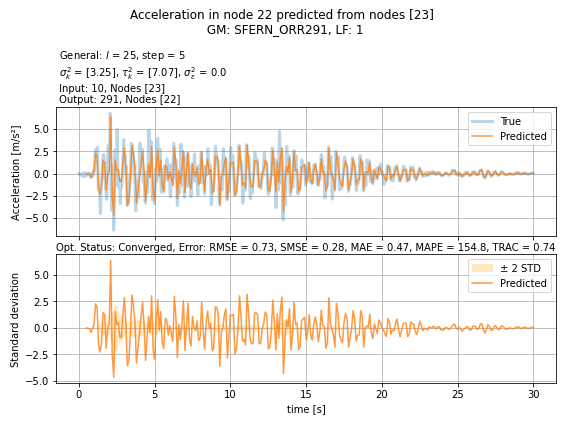 Acceleration in node 22 predicted from nodes [23]
GM: SFERN_ORR291, LF: 1
General: l = 25, step = 5
σ²ₖ = [3.25], τ²ₖ = [7.07], σ²ε = 0.0
Input: 10, Nodes [23]
Output: 291, Nodes [22]
Acceleration [m/s²]
5.0
2.5
0.0
−2.5
−5.0
True
Predicted
Opt. Status: Converged, Error: RMSE = 0.73, SMSE = 0.28, MAE = 0.47, MAPE = 154.8, TRAC = 0.74
Standard deviation
5.0
2.5
0.0
−2.5
−5.0
± 2 STD
Predicted
0 5 10 15 20 25 30
time [s]